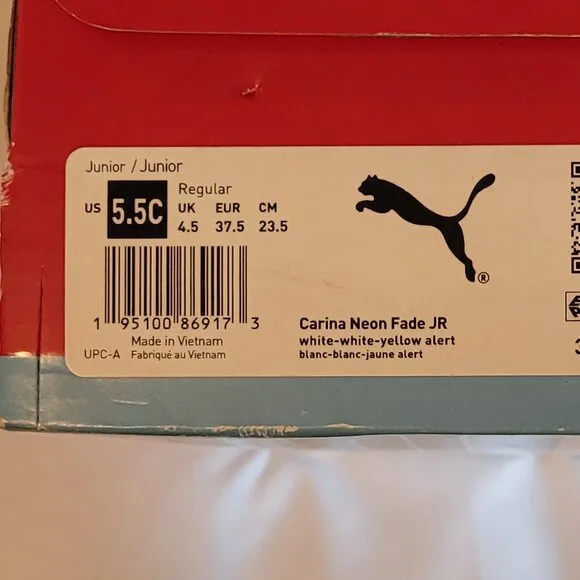 Junior / Junior
Regular
US 5.5C UK EUR CM
4.5 37.5 23.5
1 95100 86917 3
Made in Vietnam
UPC-A Fabriqué au Vietnam
®
Carina Neon Fade JR
white-white-yellow alert
blanc-blanc-jaune alert